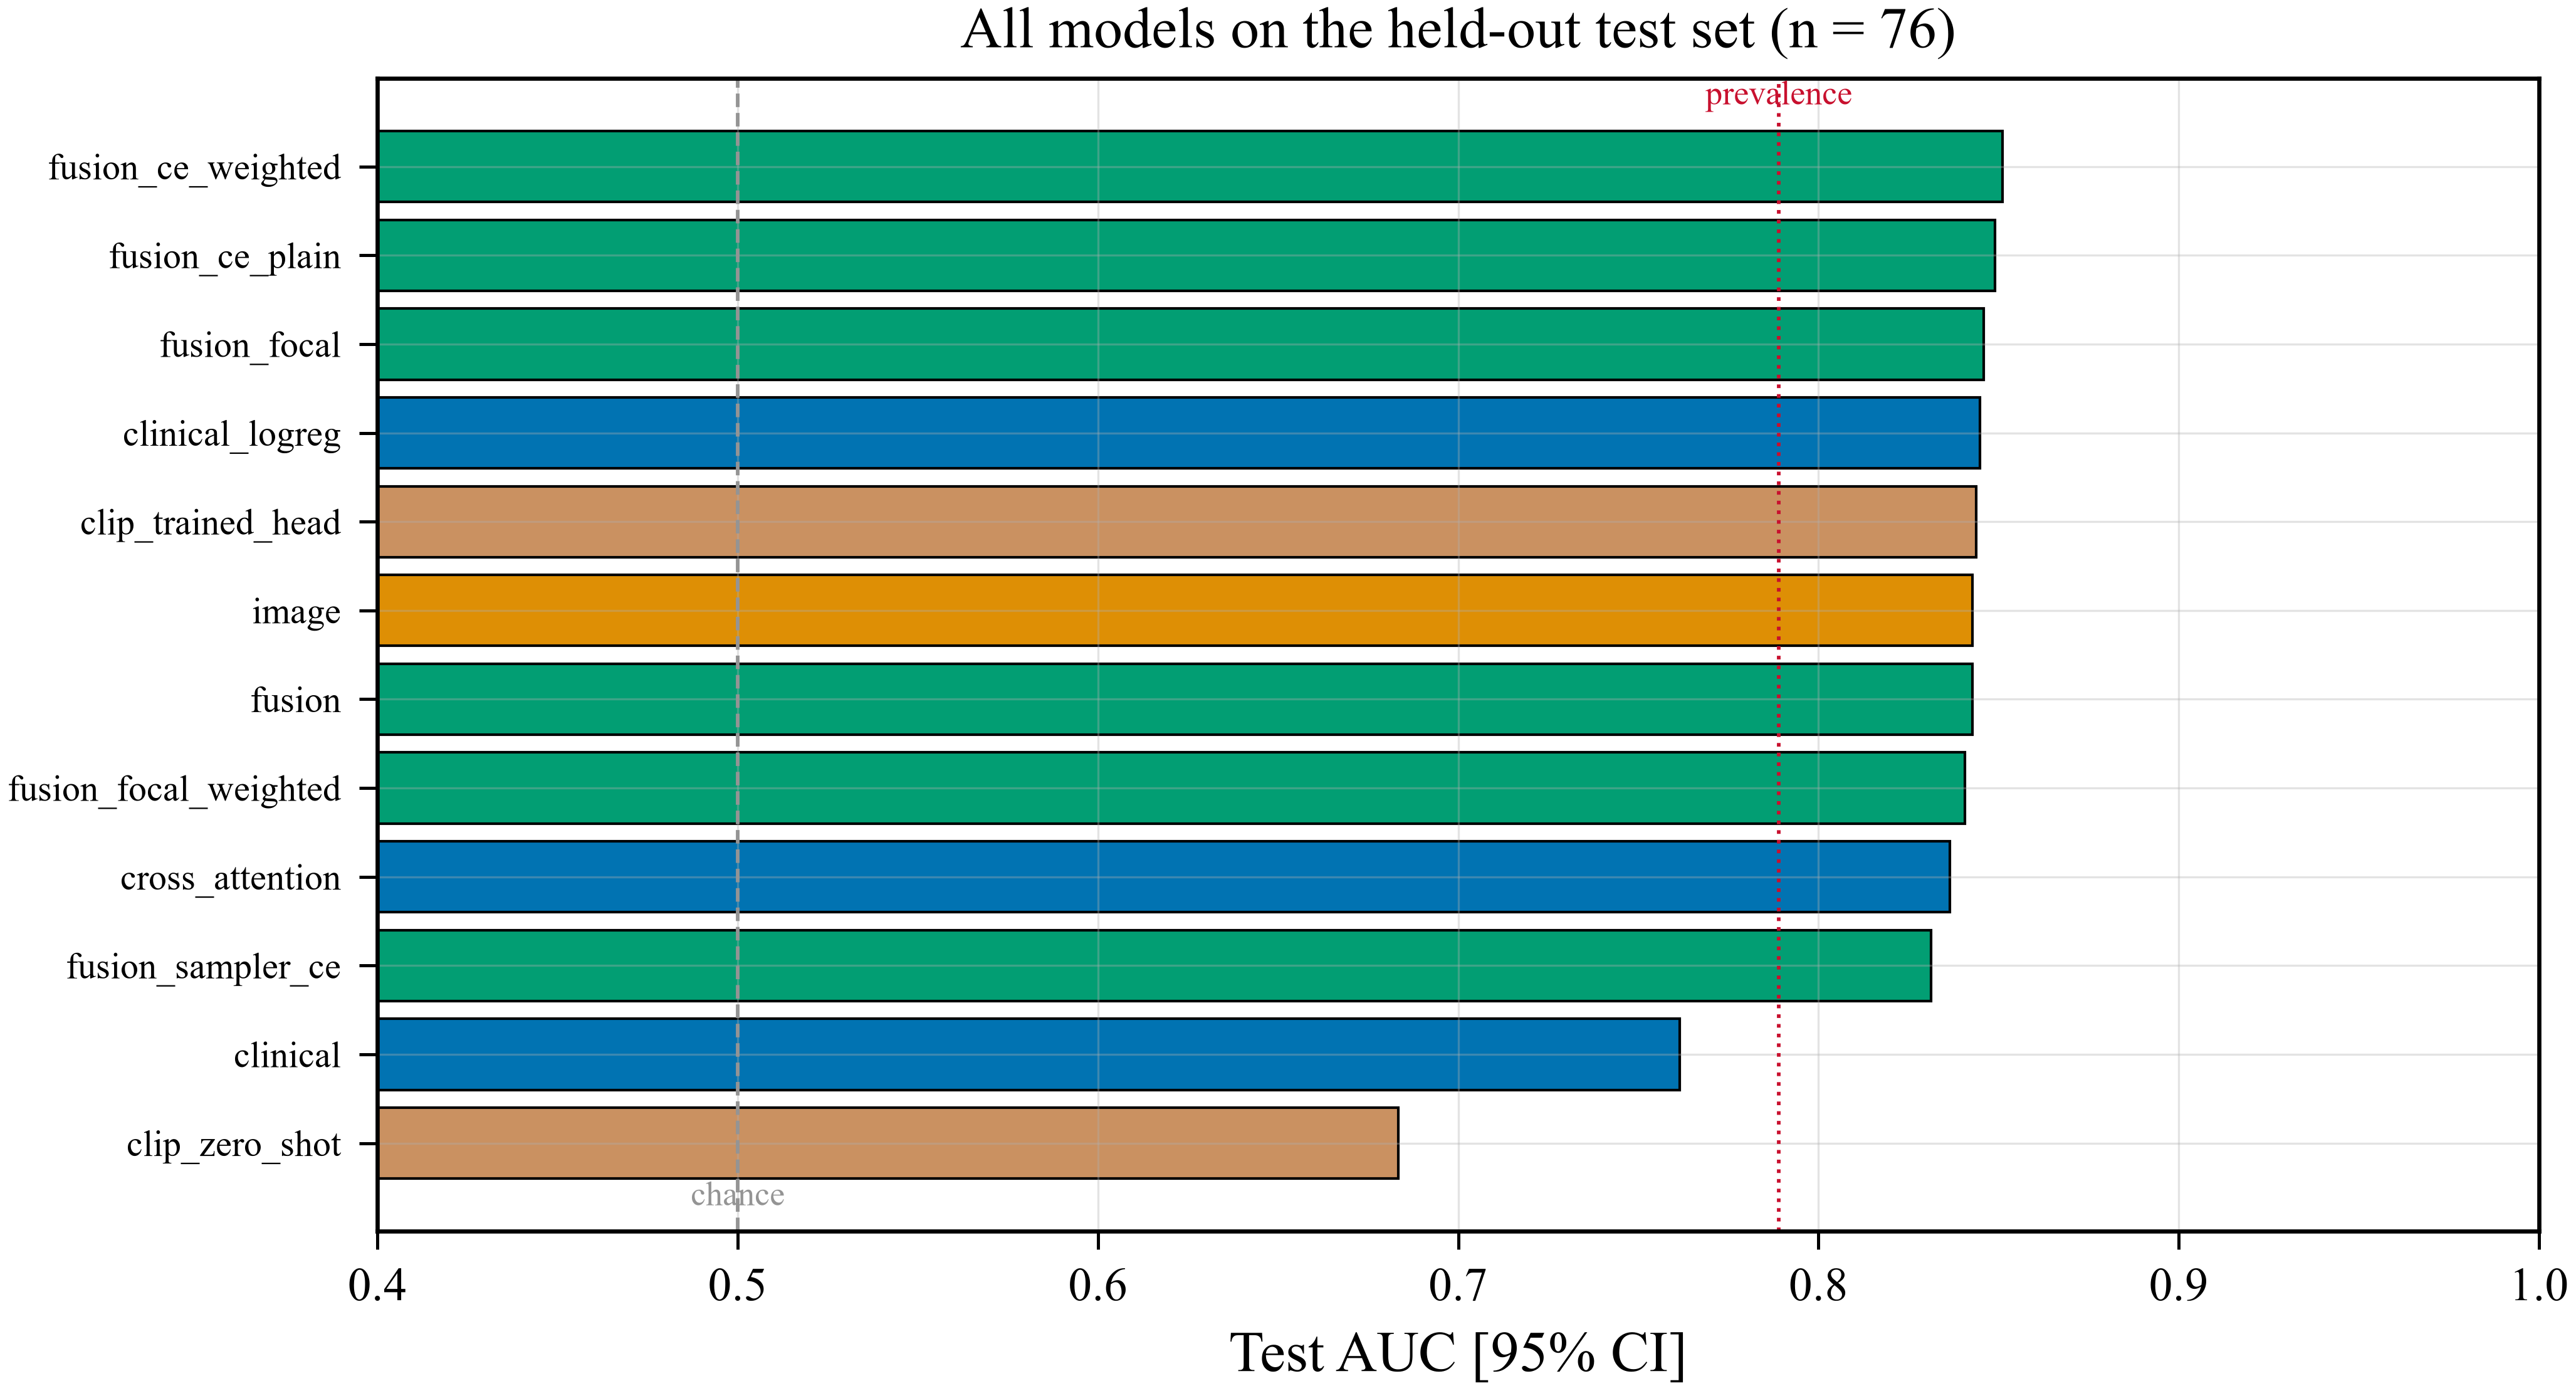 All models on the held-out test set (n = 76)
prevalence
fusion_ce_weighted
fusion_ce_plain
fusion_focal
clinical_logreg
clip_trained_head
image
fusion
fusion_focal_weighted
cross_attention
fusion_sampler_ce
clinical
clip_zero_shot
chance
0.4 0.5 0.6 0.7 0.8 0.9 1.0
Test AUC [95% CI]